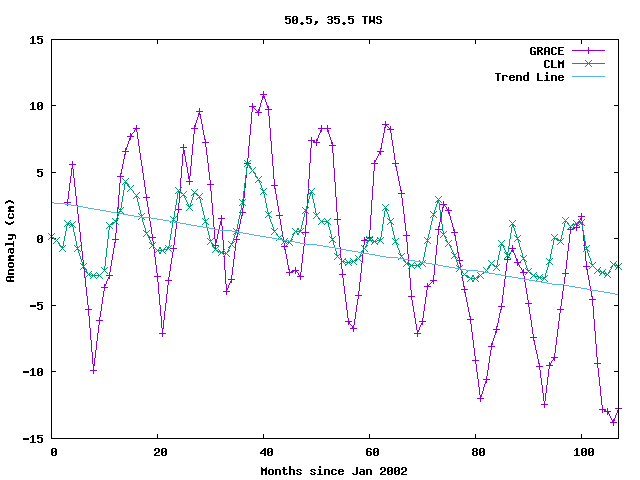 50.5, 35.5 TWS
15
GRACE
CLM
Trend Line
10
5
0
-5
-10
-15
Anomaly (cm)
0 20 40 60 80 100
Months since Jan 2002